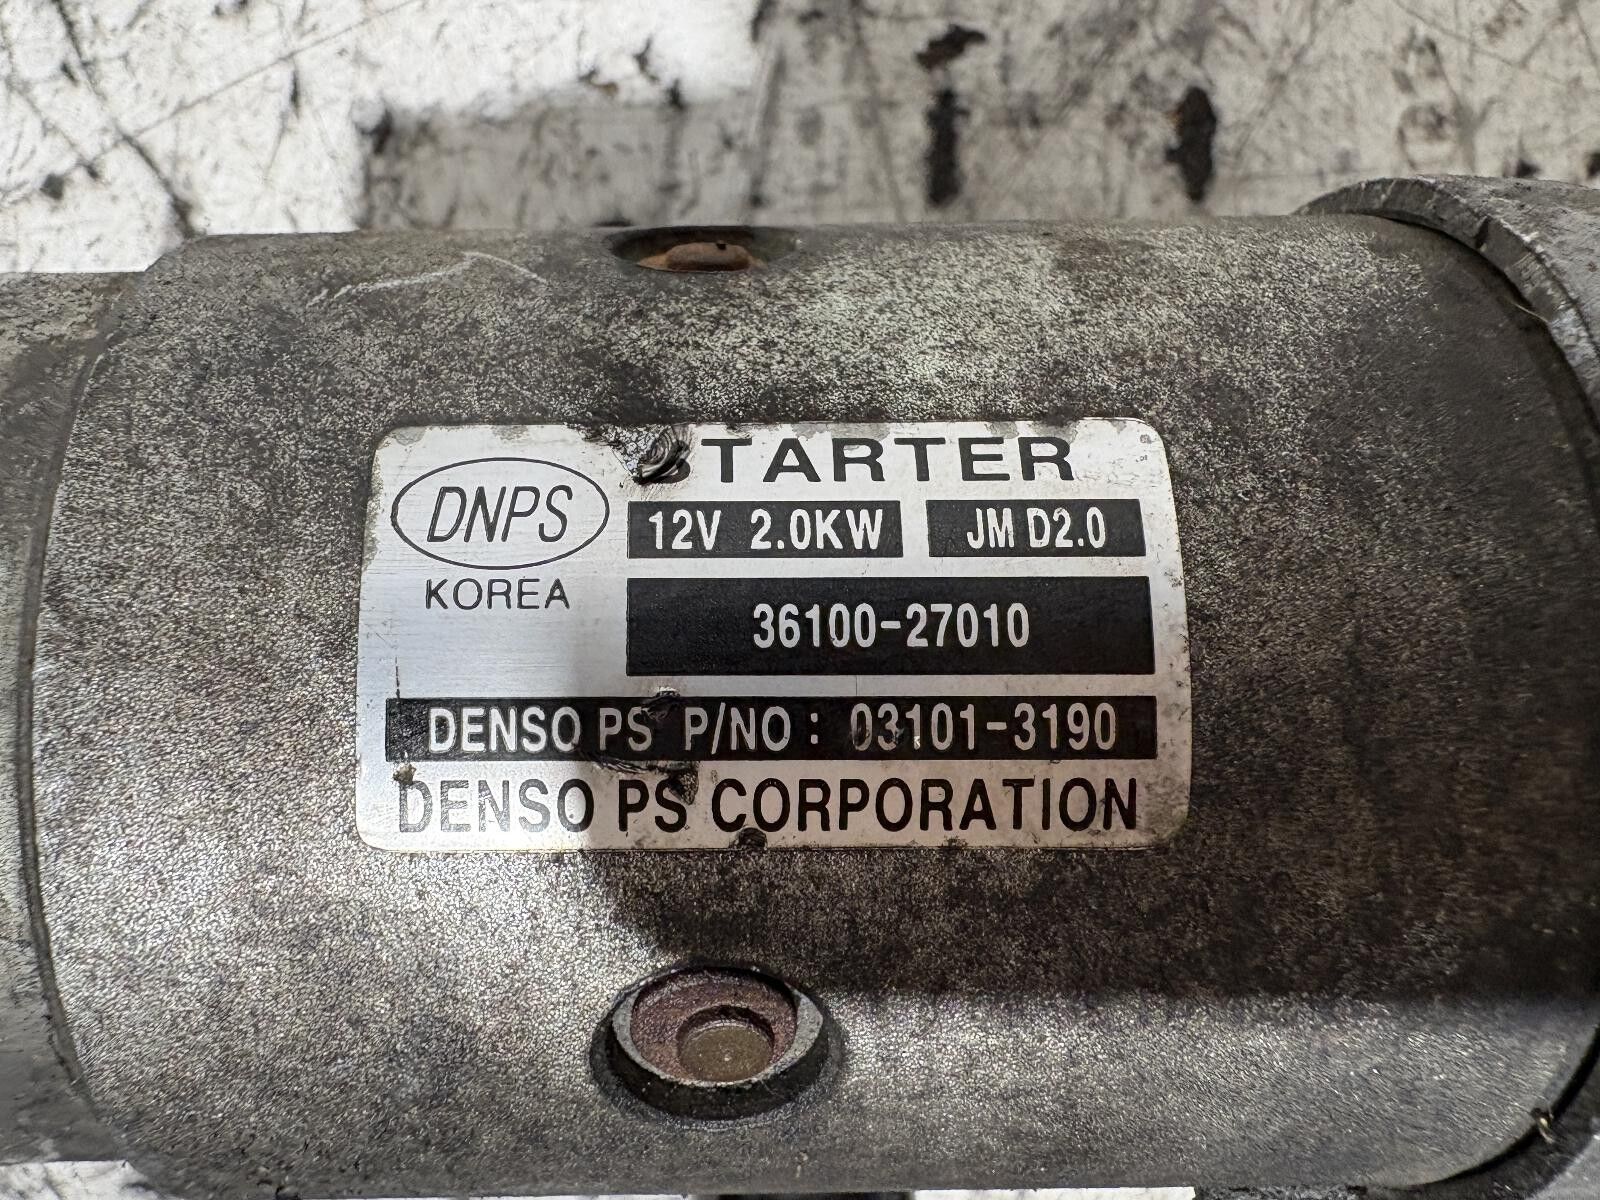 STARTER
DNPS
12V 2.0KW JM D2.0
KOREA
36100-27010
DENSO PS P/NO : 03101-3190
DENSO PS CORPORATION